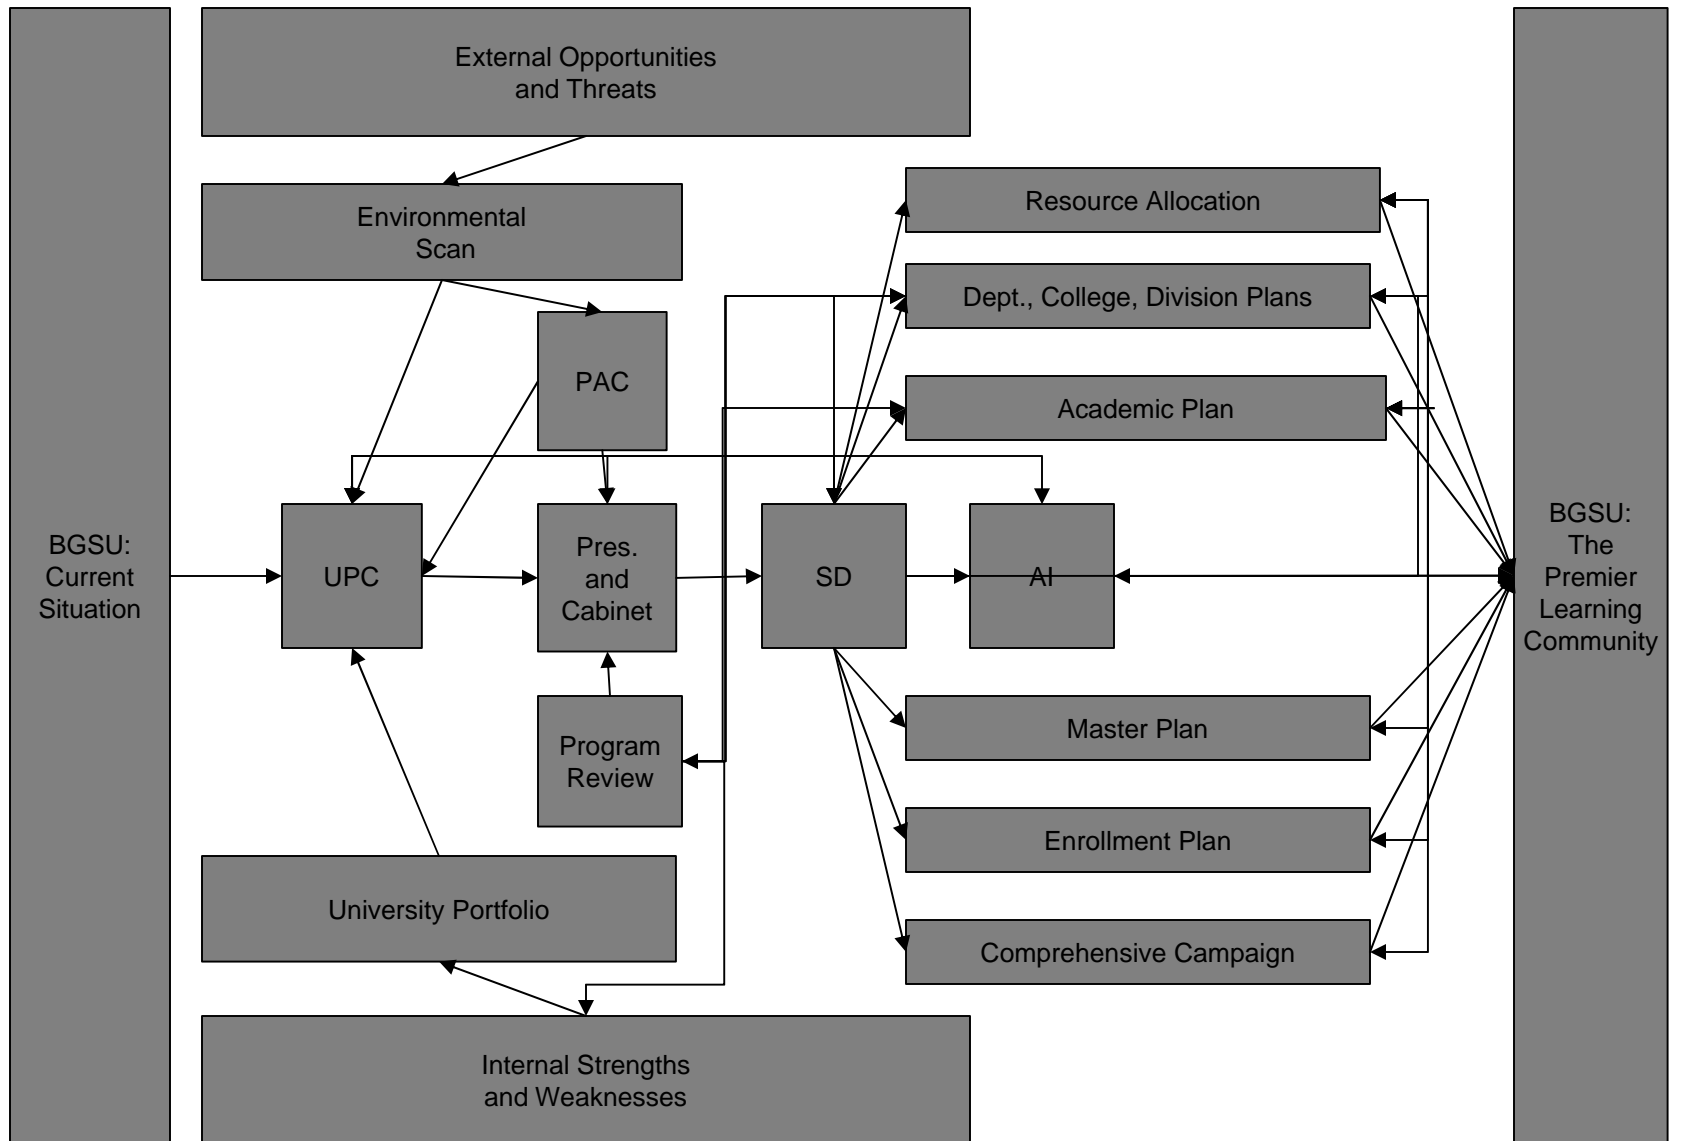 External Opportunities
and Threats
Environmental
Scan
Resource Allocation
Dept., College, Division Plans
PAC
Academic Plan
BGSU:
Current
Situation
UPC
Pres.
and
Cabinet
SD
AI
BGSU:
The
Premier
Learning
Community
Program
Review
Master Plan
Enrollment Plan
University Portfolio
Comprehensive Campaign
Internal Strengths
and Weaknesses